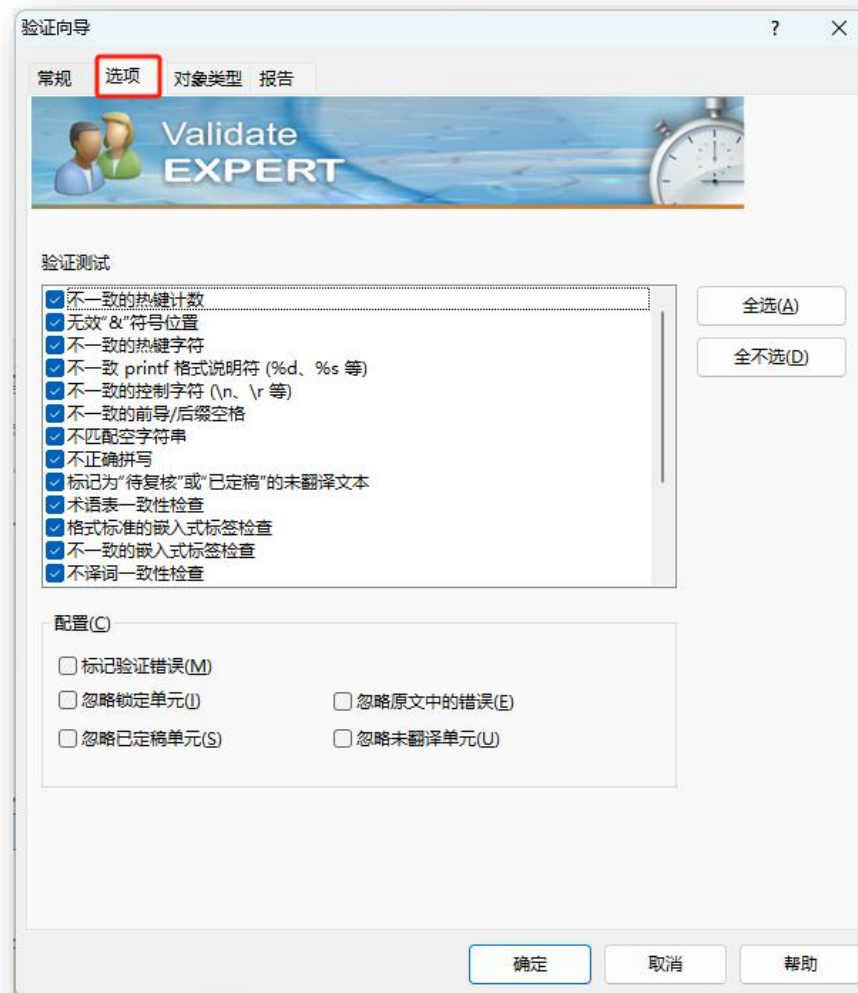 验证向导
?
常规 选项 对象类型 报告
Validate
EXPERT
验证测试
不一致的热键计数
无效“&”符号位置
不一致的热键字符
不一致 printf 格式说明符 (%d、%s 等)
不一致的控制字符 (\n、\r 等)
不一致的前导/后缀空格
不匹配空字符串
不正确拼写
标记为“待复核”或“已定稿”的未翻译文本
术语表一致性检查
格式标准的嵌入式标签检查
不一致的嵌入式标签检查
不译词一致性检查
全选(A)
全不选(D)
配置(C)
标记验证错误(M)
忽略锁定单元(I) 忽略原文中的错误(E)
忽略已定稿单元(S) 忽略未翻译单元(U)
确定 取消 帮助